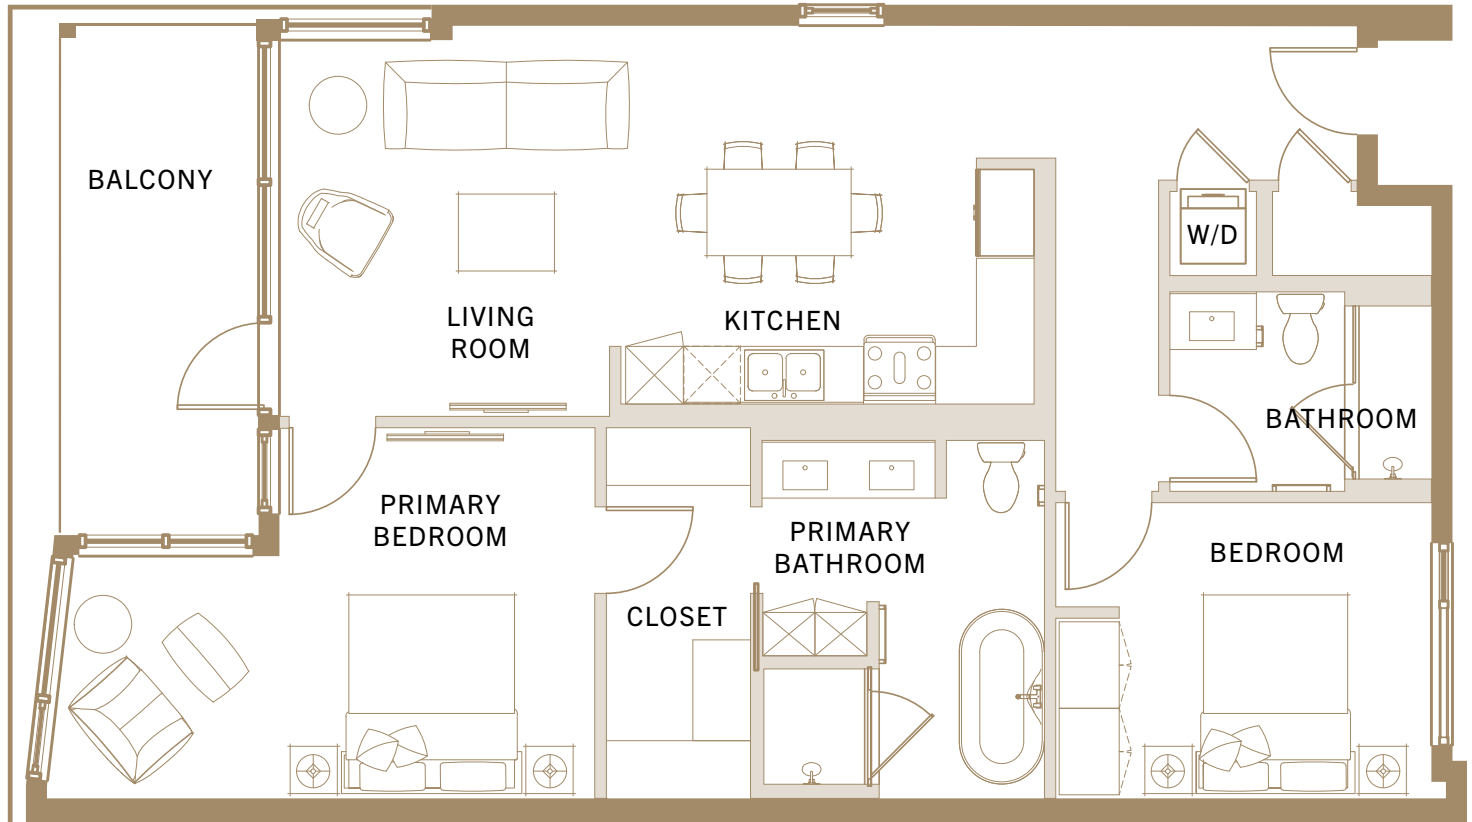 BALCONY
W/D
LIVING
ROOM
KITCHEN
BATHROOM
PRIMARY
BEDROOM
PRIMARY
BATHROOM
BEDROOM
CLOSET